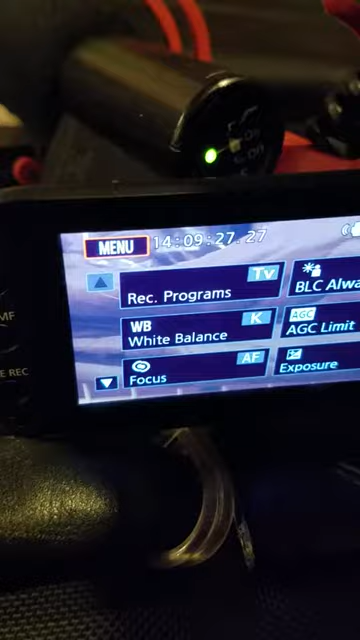 MENU 14:09:27.27
Tv
Rec. Programs
BLC Alwa
WB K
White Balance
AGC
AGC Limit
AF
Focus
Exposure
MF
E REC